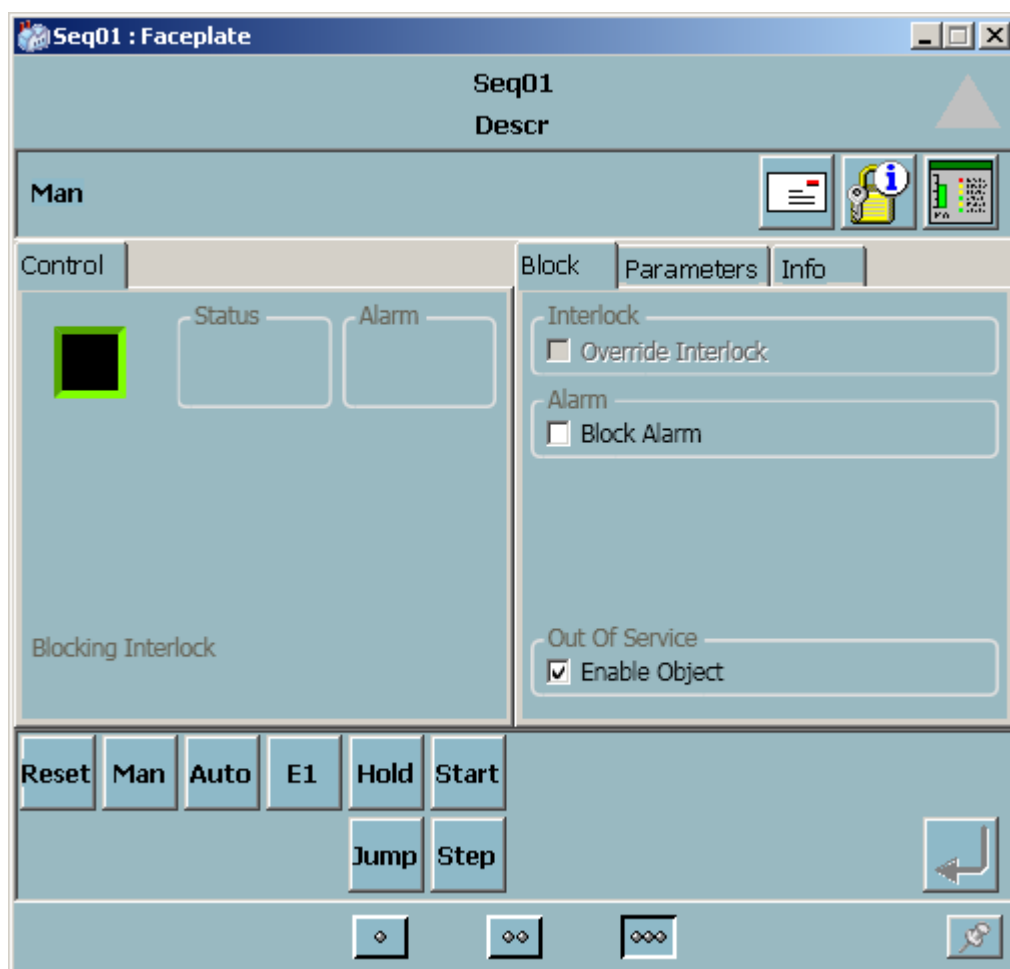 Seq01 : Faceplate
Seq01
Descr
Man
Control
Block Parameters Info
Status Alarm
Interlock
Override Interlock
Alarm
Block Alarm
Blocking Interlock
Out Of Service
Enable Object
Reset Man Auto E1 Hold Start
Jump Step